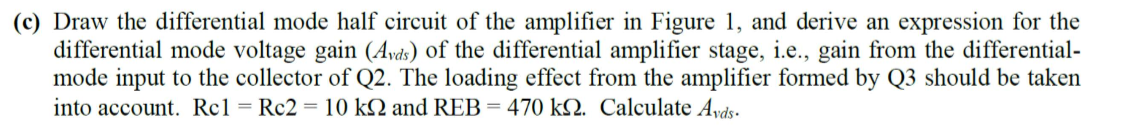 (c) Draw the differential mode half circuit of the amplifier in Figure 1, and derive an expression for the
differential mode voltage gain (Avds) of the differential amplifier stage, i.e., gain from the differential-
mode input to the collector of Q2. The loading effect from the amplifier formed by Q3 should be taken
into account. Rc1 = Rc2 = 10 kΩ and REB = 470 kΩ. Calculate Avds.